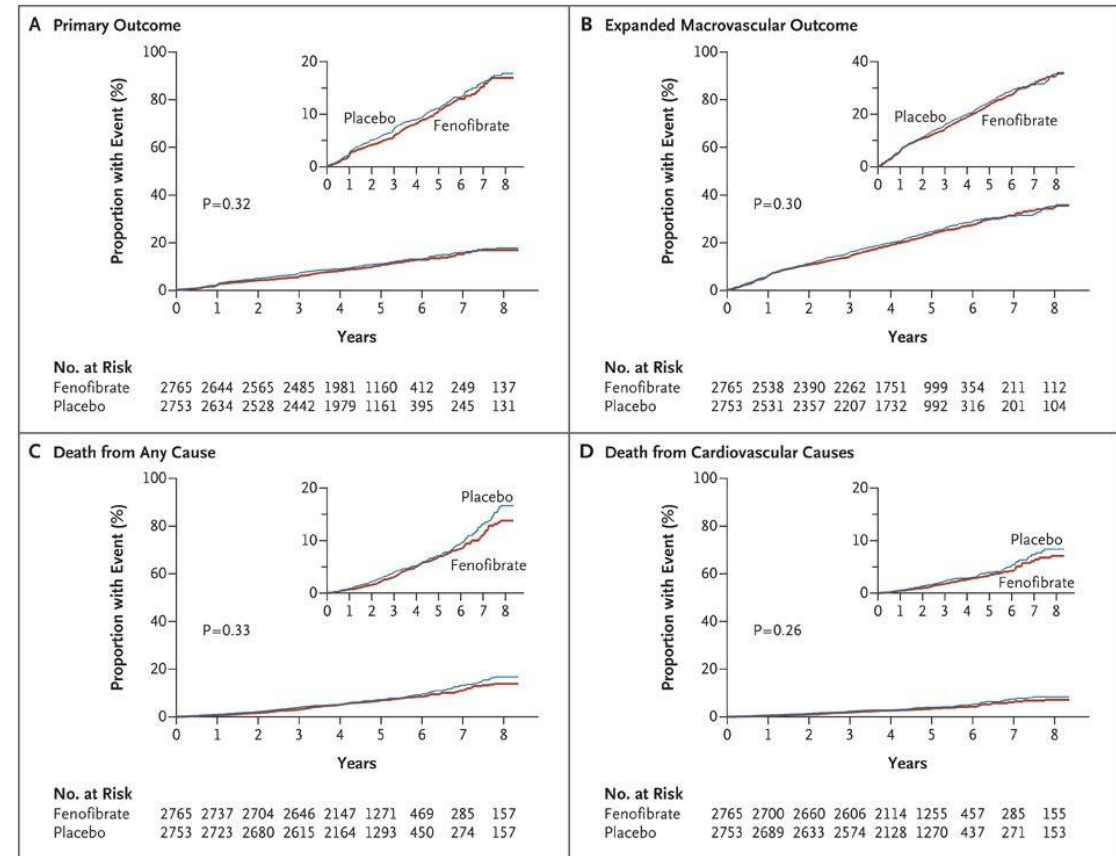 A Primary Outcome
Proportion with Event (%)
100
80
60
40
20
0
0 1 2 3 4 5 6 7 8
Years
P=0.32
20
10
0
0 1 2 3 4 5 6 7 8
Placebo
Fenofibrate
No. at Risk
Fenofibrate 2765 2644 2565 2485 1981 1160 412 249 137
Placebo 2753 2634 2528 2442 1979 1161 395 245 131
B Expanded Macrovascular Outcome
Proportion with Event (%)
100
80
60
40
20
0
0 1 2 3 4 5 6 7 8
Years
P=0.30
40
20
0
0 1 2 3 4 5 6 7 8
Placebo
Fenofibrate
No. at Risk
Fenofibrate 2765 2538 2390 2262 1751 999 354 211 112
Placebo 2753 2531 2357 2207 1732 992 316 201 104
C Death from Any Cause
Proportion with Event (%)
100
80
60
40
20
0
0 1 2 3 4 5 6 7 8
Years
P=0.33
20
10
0
0 1 2 3 4 5 6 7 8
Placebo
Fenofibrate
No. at Risk
Fenofibrate 2765 2737 2704 2646 2147 1271 469 285 157
Placebo 2753 2723 2680 2615 2164 1293 450 274 157
D Death from Cardiovascular Causes
Proportion with Event (%)
100
80
60
40
20
0
0 1 2 3 4 5 6 7 8
Years
P=0.26
20
10
0
0 1 2 3 4 5 6 7 8
Placebo
Fenofibrate
No. at Risk
Fenofibrate 2765 2700 2660 2606 2114 1255 457 285 155
Placebo 2753 2689 2633 2574 2128 1270 437 271 153